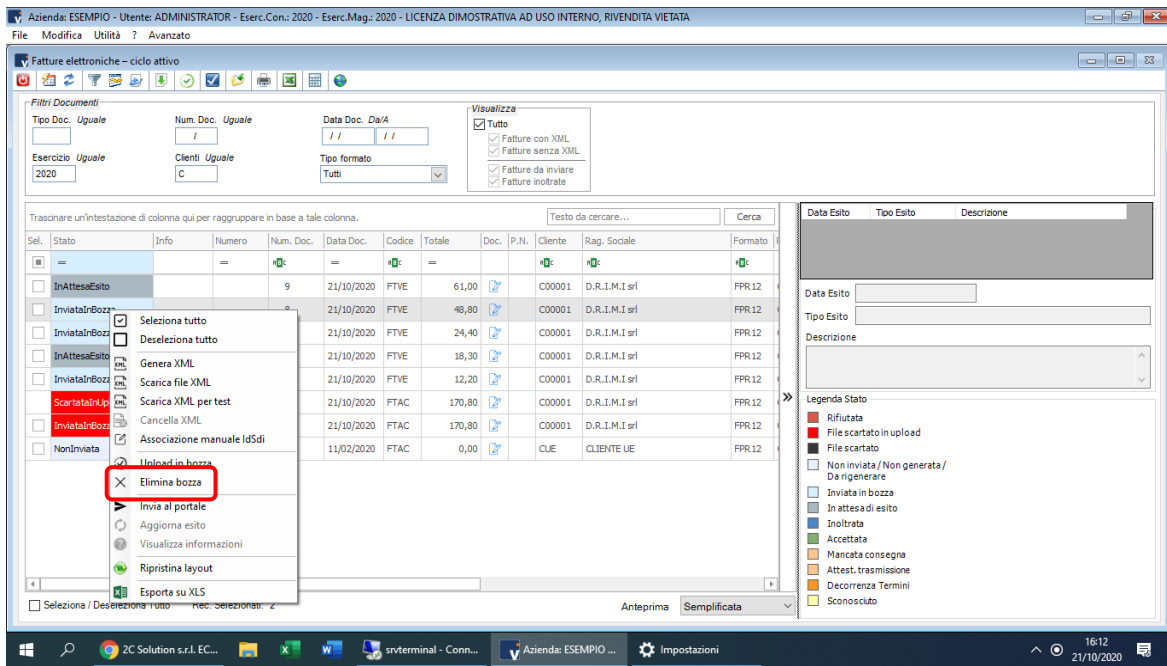 Azienda: ESEMPIO - Utente: ADMINISTRATOR - Eserc.Con.: 2020 - Eserc.Mag.: 2020 - LICENZA DIMOSTRATIVA AD USO INTERNO, RIVENDITA VIETATA
File Modifica Utilità ? Avanzato
Fatture elettroniche – ciclo attivo
Filtri Documenti
Visualizza
Tipo Doc. Uguale Num. Doc. Uguale Data Doc. Da/A
Tutto
/ / / / /
Fatture con XML
Fatture senza XML
Esercizio Uguale Clienti Uguale Tipo formato
Fatture da inviare
2020 C Tutti
Fatture inoltrate
Trascinare un'intestazione di colonna qui per raggruppare in base a tale colonna. Testo da cercare... Cerca
Sel. Stato Info Numero Num. Doc. Data Doc. Codice Totale Doc. P.N. Cliente Rag. Sociale Formato
= = = =
InAttesaEsito 9 21/10/2020 FTVE 61,00 C00001 D.R.I.M.I srl FPR12
InviataInBozza 8 21/10/2020 FTVE 48,80 C00001 D.R.I.M.I srl FPR12
InviataInBozz 21/10/2020 FTVE 24,40 C00001 D.R.I.M.I srl FPR12
InAttesaEsito 21/10/2020 FTVE 18,30 C00001 D.R.I.M.I srl FPR12
InviataInBozz 21/10/2020 FTVE 12,20 C00001 D.R.I.M.I srl FPR12
ScartataInUp 21/10/2020 FTAC 170,80 C00001 D.R.I.M.I srl FPR12
InviataInBozz 21/10/2020 FTAC 170,80 C00001 D.R.I.M.I srl FPR12
NonInviata 11/02/2020 FTAC 0,00 CUE CLIENTE UE FPR12
Seleziona tutto
Deseleziona tutto
Genera XML
Scarica file XML
Scarica XML per test
Cancella XML
Associazione manuale IdSdi
Upload in bozza
Elimina bozza
Invia al portale
Aggiorna esito
Visualizza informazioni
Ripristina layout
Esporta su XLS
Seleziona / Deseleziona Tutto Rec. Selezionati: 2 Anteprima Semplificata
Data Esito Tipo Esito Descrizione
Data Esito
Tipo Esito
Descrizione
»
Legenda Stato
Rifiutata
File scartato in upload
File scartato
Non inviata / Non generata /
Da rigenerare
Inviata in bozza
In attesa di esito
Inoltrata
Accettata
Mancata consegna
Attest. trasmissione
Decorrenza Termini
Sconosciuto
2C Solution s.r.l. EC... srvterminal - Conn... Azienda: ESEMPIO ... Impostazioni 16:12
21/10/2020